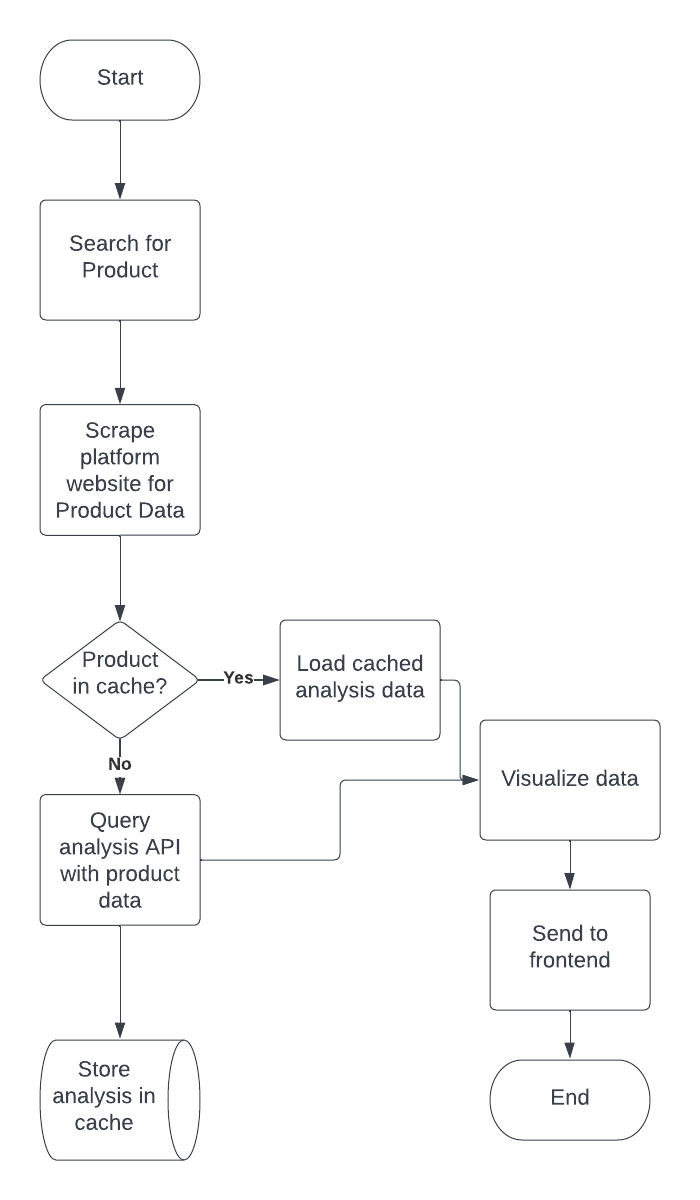 Start
Search for
Product
Scrape
platform
website for
Product Data
Product
in cache?
Yes
Load cached
analysis data
No
Query
analysis API
with product
data
Store
analysis in
cache
Visualize data
Send to
frontend
End